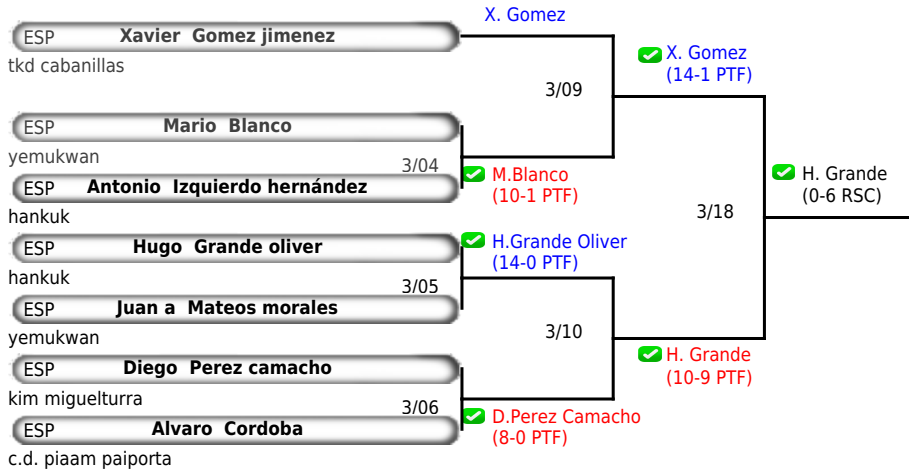 X. Gomez
ESP Xavier Gomez jimenez
tkd cabanillas
X. Gomez
(14-1 PTF)
3/09
ESP Mario Blanco
yemukwan
3/04
M.Blanco
(10-1 PTF)
ESP Antonio Izquierdo hernández
hankuk
H. Grande
(0-6 RSC)
3/18
ESP Hugo Grande oliver
hankuk
H.Grande Oliver
(14-0 PTF)
3/05
ESP Juan a Mateos morales
yemukwan
3/10
H. Grande
(10-9 PTF)
ESP Diego Perez camacho
kim miguelturra
3/06
D.Perez Camacho
(8-0 PTF)
ESP Alvaro Cordoba
c.d. piaam paiporta